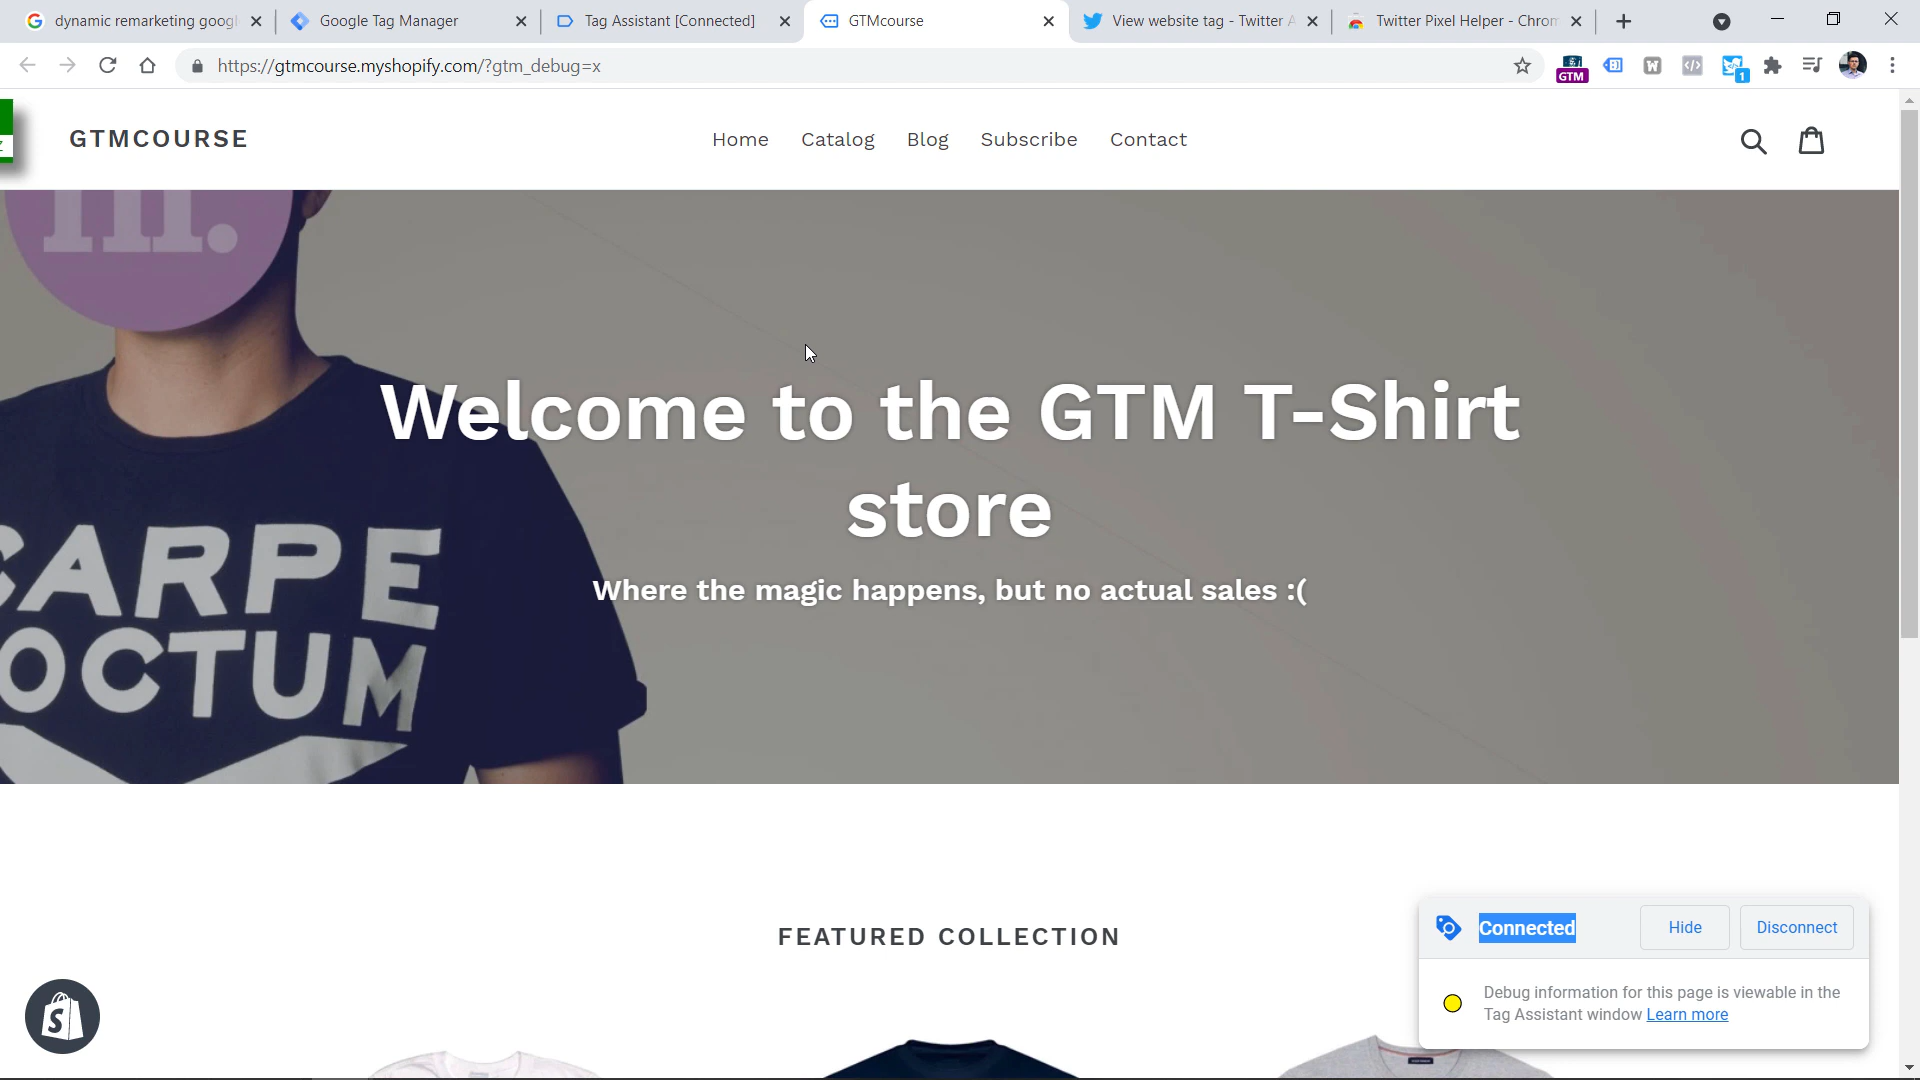 dynamic remarketing googl
Google Tag Manager
Tag Assistant [Connected]
GTMcourse
View website tag - Twitter A
Twitter Pixel Helper - Chrom
https://gtmcourse.myshopify.com/?gtm_debug=x
GTM
1
GTMCOURSE
Home
Catalog
Blog
Subscribe
Contact
m.
Welcome to the GTM T-Shirt
store
Where the magic happens, but no actual sales :(
CARPE
NOCTUM
FEATURED COLLECTION
Connected
Hide
Disconnect
Debug information for this page is viewable in the
Tag Assistant window Learn more